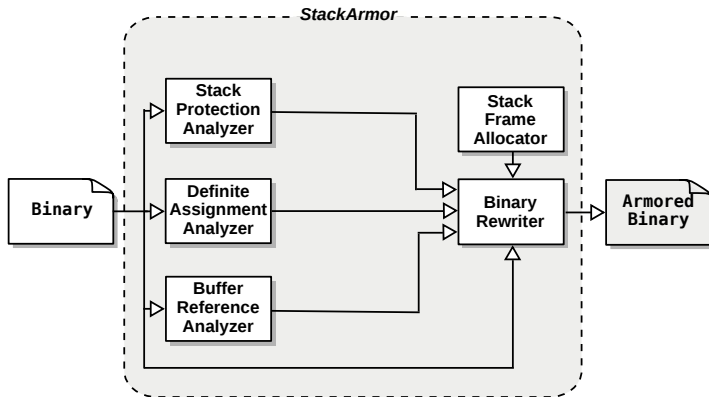 StackArmor
Stack
Protection
Analyzer
Stack
Frame
Allocator
Binary
Definite
Assignment
Analyzer
Binary
Rewriter
Armored
Binary
Buffer
Reference
Analyzer